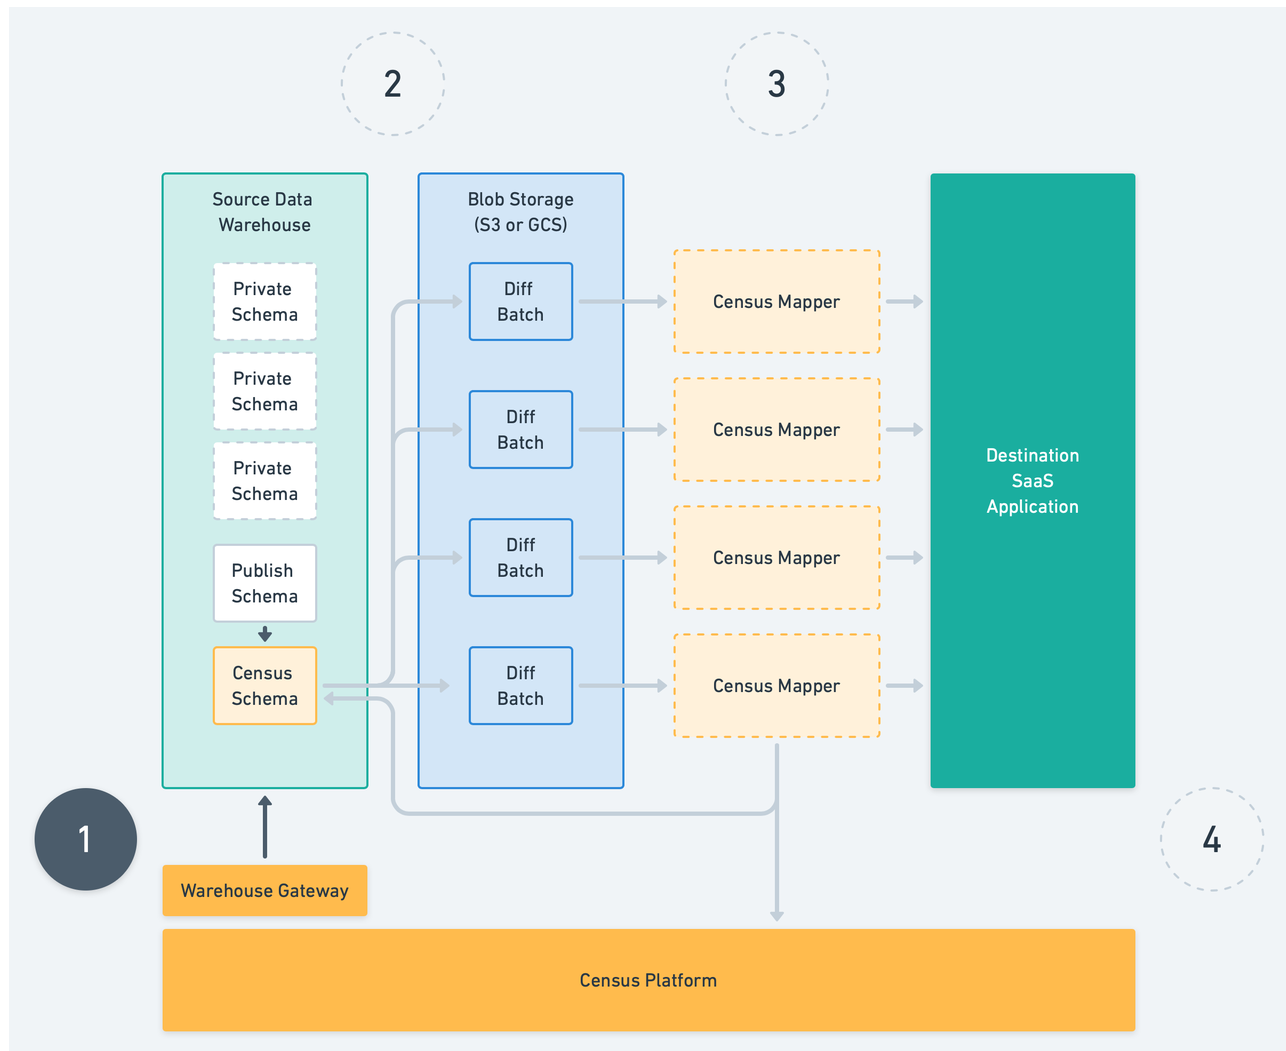 2
3
Source Data
Warehouse
Private
Schema
Private
Schema
Private
Schema
Publish
Schema
Census
Schema
Blob Storage
(S3 or GCS)
Diff
Batch
Diff
Batch
Diff
Batch
Diff
Batch
Census Mapper
Census Mapper
Census Mapper
Census Mapper
Destination
SaaS
Application
1
4
Warehouse Gateway
Census Platform